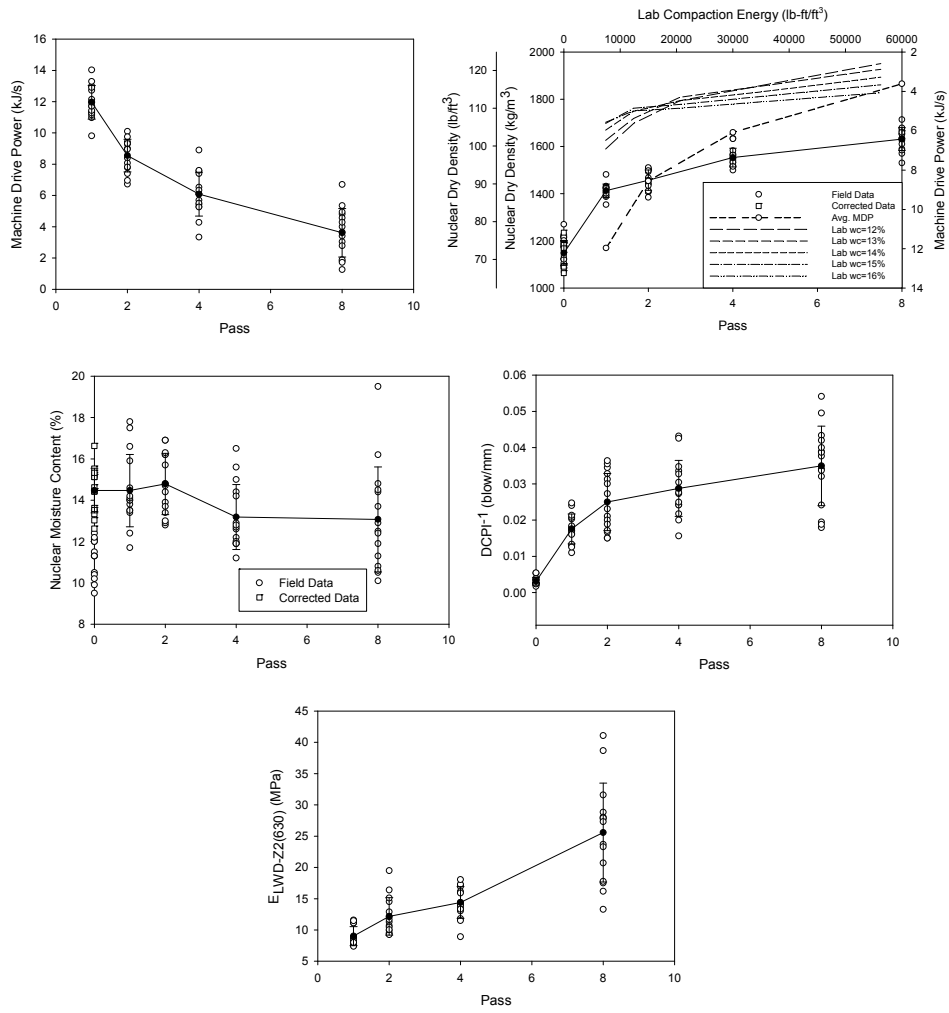 Machine Drive Power (kJ/s)
16
14
12
10
8
6
4
2
0
0 2 4 6 8 10
Pass
Lab Compaction Energy (lb-ft/ft3)
0 10000 20000 30000 40000 50000 60000
Nuclear Dry Density (lb/ft3)
120
110
100
90
80
70
Nuclear Dry Density (kg/m3)
2000
1800
1600
1400
1200
1000
Machine Drive Power (kJ/s)
2
4
6
8
10
12
14
Field Data
Corrected Data
Avg. MDP
Lab wc=12%
Lab wc=13%
Lab wc=14%
Lab wc=15%
Lab wc=16%
0 2 4 6 8
Pass
Nuclear Moisture Content (%)
20
18
16
14
12
10
8
Field Data
Corrected Data
0 2 4 6 8 10
Pass
DCPI-1 (blow/mm)
0.06
0.05
0.04
0.03
0.02
0.01
0.00
0 2 4 6 8 10
Pass
ELWD-Z2(630) (MPa)
45
40
35
30
25
20
15
10
5
0 2 4 6 8 10
Pass